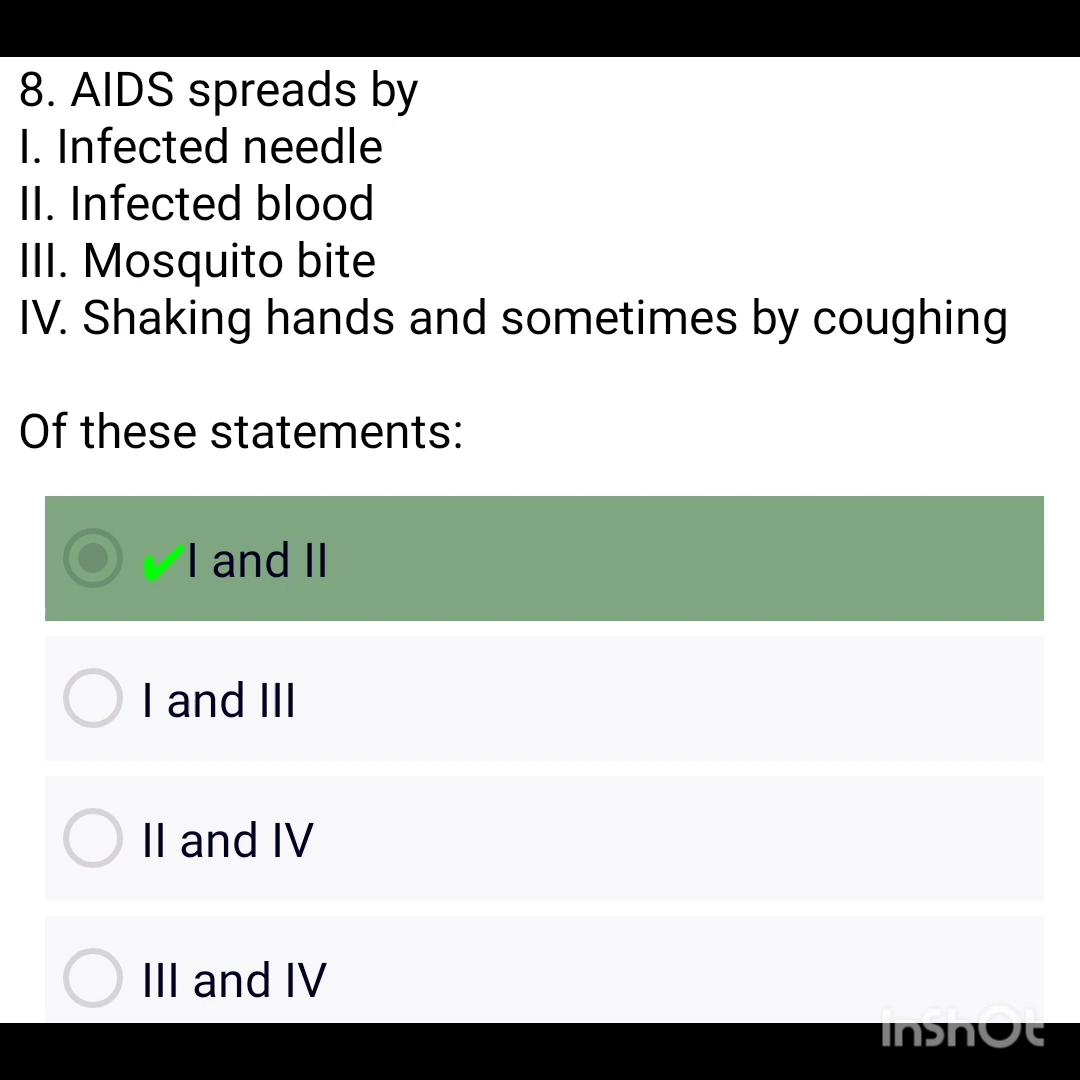 8. AIDS spreads by
I. Infected needle
II. Infected blood
III. Mosquito bite
IV. Shaking hands and sometimes by coughing
Of these statements:
✔I and II
I and III
II and IV
III and IV
InShOt